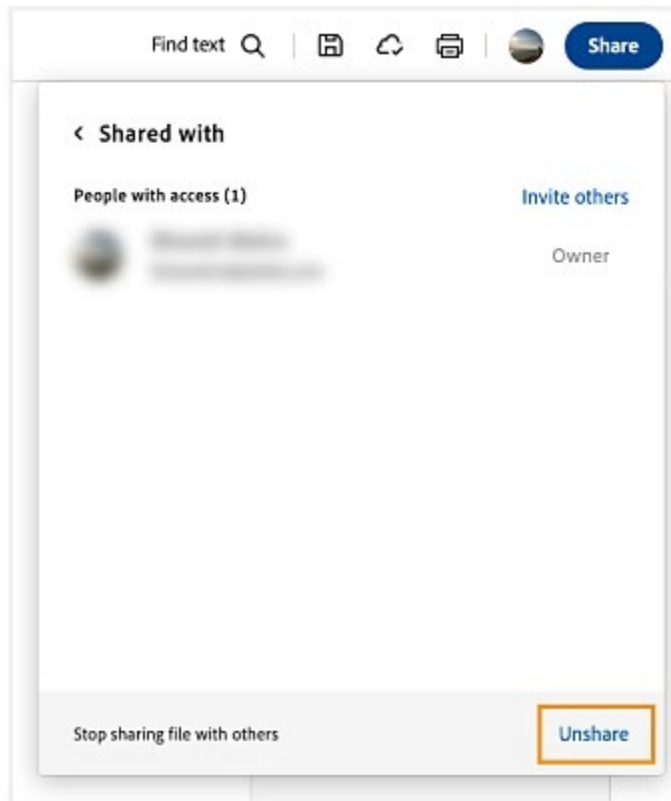 Find text
Share
< Shared with
People with access (1)
Invite others
Owner
Stop sharing file with others
Unshare